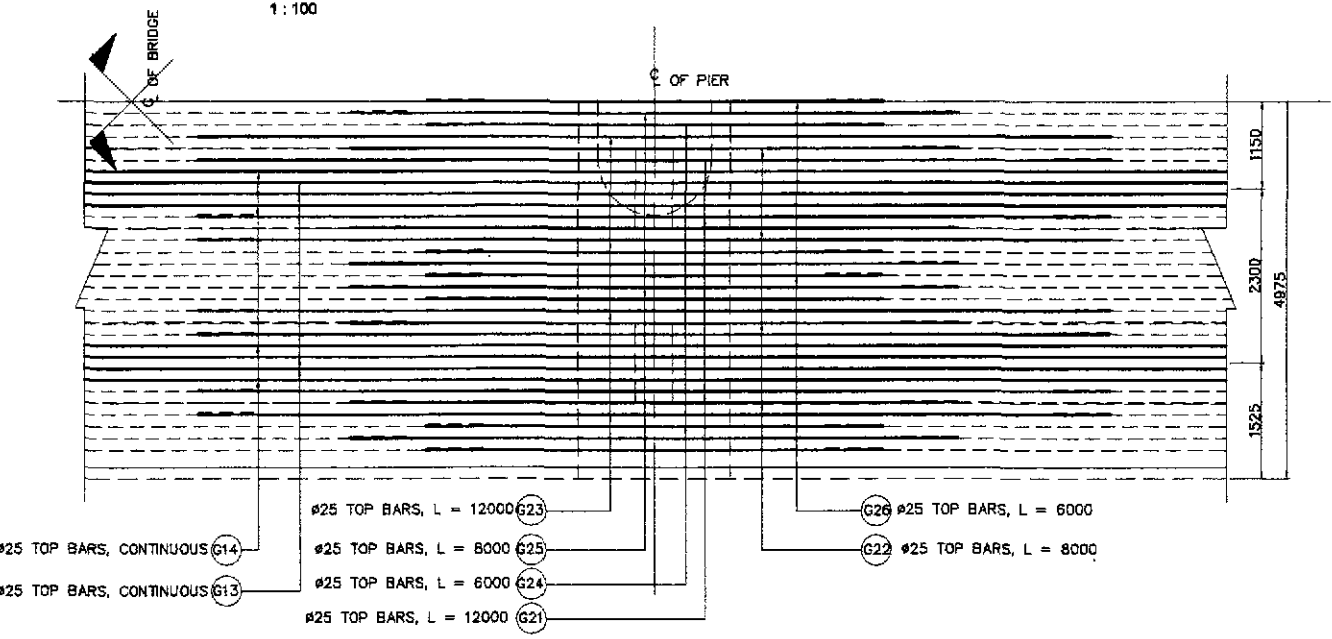 1:100
℄ OF BRIDGE
℄ OF PIER
1150
2300
4975
1525
ø25 TOP BARS, L = 12000 G23
G26 ø25 TOP BARS, L = 6000
ø25 TOP BARS, CONTINUOUS G14
ø25 TOP BARS, L = 8000 G25
G22 ø25 TOP BARS, L = 8000
ø25 TOP BARS, L = 6000 G24
ø25 TOP BARS, CONTINUOUS G13
ø25 TOP BARS, L = 12000 G21